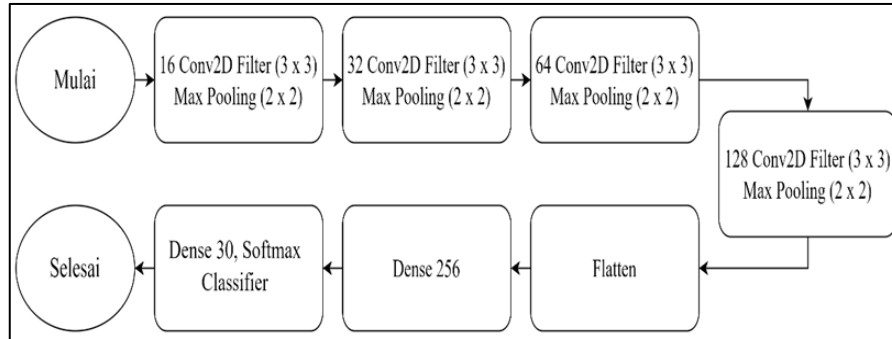 Mulai
16 Conv2D Filter (3 x 3)
Max Pooling (2 x 2)
32 Conv2D Filter (3 x 3)
Max Pooling (2 x 2)
64 Conv2D Filter (3 x 3)
Max Pooling (2 x 2)
128 Conv2D Filter (3 x 3)
Max Pooling (2 x 2)
Flatten
Dense 256
Dense 30, Softmax
Classifier
Selesai